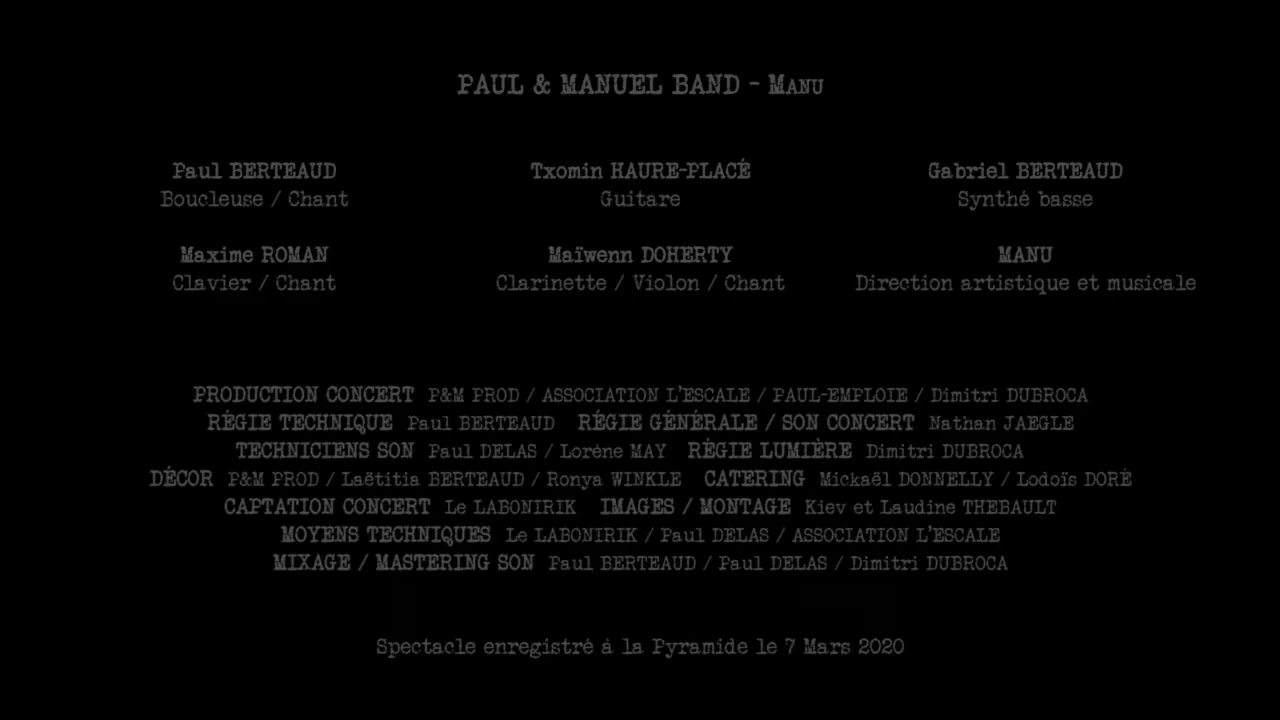 PAUL & MANUEL BAND - MANU
Paul BERTEAUD Txomin HAURE-PLACÉ Gabriel BERTEAUD
Boucleuse / Chant Guitare Synthé basse
Maxime ROMAN Maïwenn DOHERTY MANU
Clavier / Chant Clarinette / Violon / Chant Direction artistique et musicale
PRODUCTION CONCERT P&M PROD / ASSOCIATION L'ESCALE / PAUL-EMPLOIE / Dimitri DUBROCA
RÉGIE TECHNIQUE Paul BERTEAUD RÉGIE GÉNÉRALE / SON CONCERT Nathan JAEGLE
TECHNICIENS SON Paul DELAS / Lorène MAY RÉGIE LUMIÈRE Dimitri DUBROCA
DÉCOR P&M PROD / Laëtitia BERTEAUD / Ronya WINKLE CATERING Mickaël DONNELLY / Lodoïs DORÉ
CAPTATION CONCERT Le LABONIRIK IMAGES / MONTAGE Kiev et Laudine THEBAULT
MOYENS TECHNIQUES Le LABONIRIK / Paul DELAS / ASSOCIATION L'ESCALE
MIXAGE / MASTERING SON Paul BERTEAUD / Paul DELAS / Dimitri DUBROCA
Spectacle enregistré à la Pyramide le 7 Mars 2020